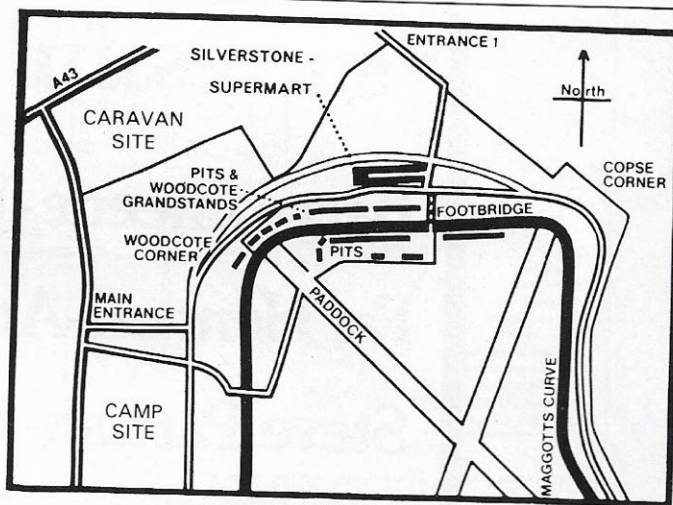 ENTRANCE 1
SILVERSTONE -
SUPERMART
A43
North
CARAVAN
SITE
COPSE
CORNER
PITS &
WOODCOTE
GRANDSTANDS
FOOTBRIDGE
WOODCOTE
CORNER
PITS
MAIN
ENTRANCE
PADDOCK
CAMP
SITE
MAGGOTTS CURVE